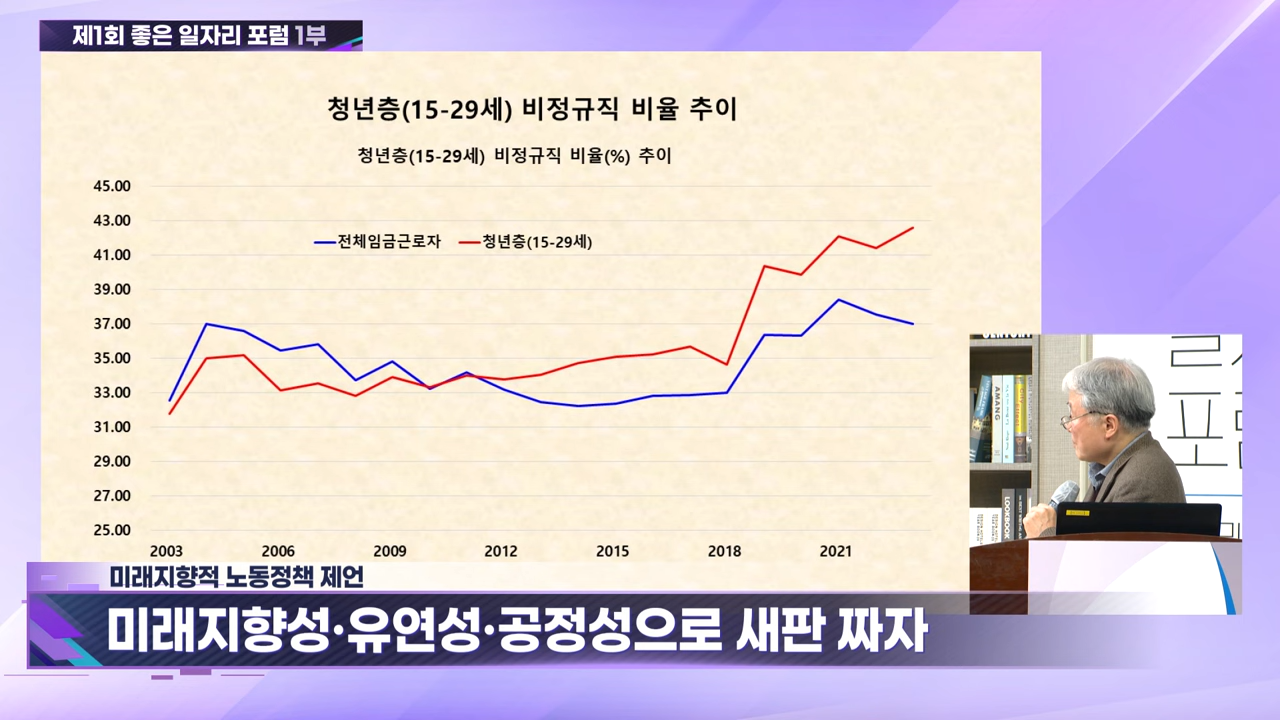 제1회 좋은 일자리 포럼 1부
청년층(15-29세) 비정규직 비율 추이
청년층(15-29세) 비정규직 비율(%) 추이
45.00
43.00
전체임금근로자 청년층(15-29세)
41.00
39.00
37.00
35.00
33.00
31.00
29.00
27.00
25.00
2003 2006 2009 2012 2015 2018 2021
AMANG
포럼
LOOKBOOK
미래지향적 노동정책 제언
미래지향성·유연성·공정성으로 새판 짜자